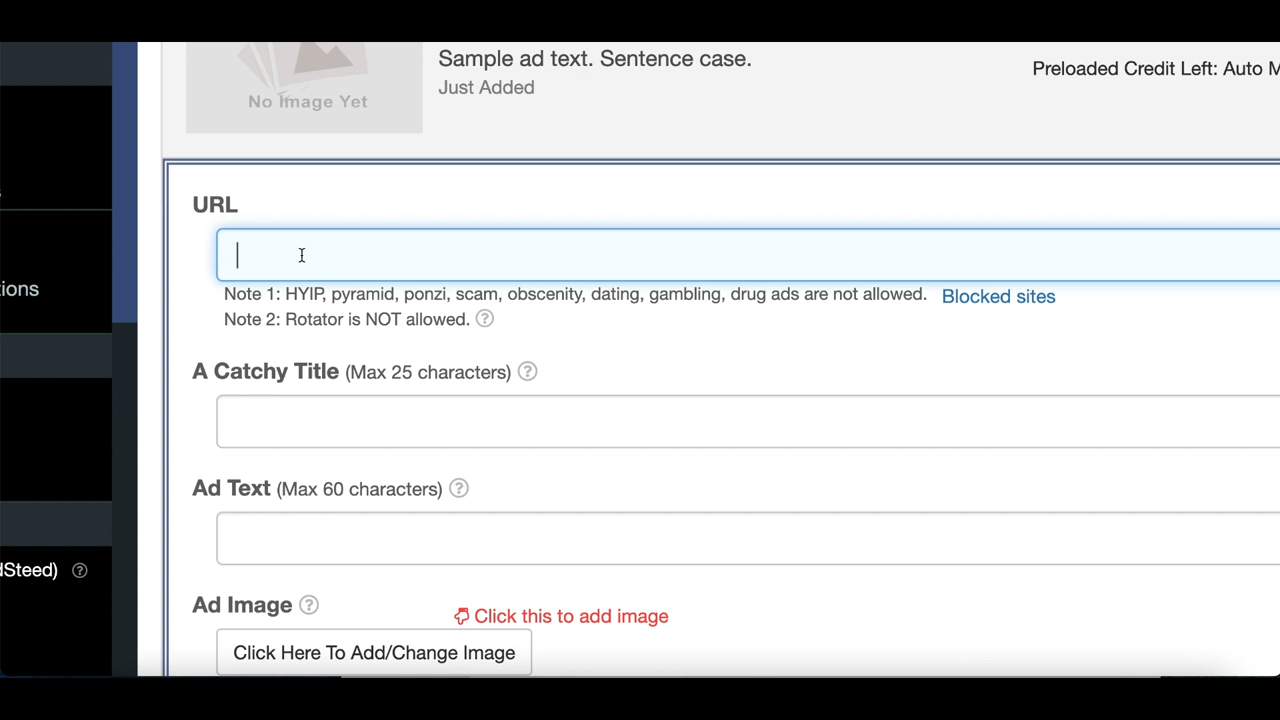 No Image Yet
Sample ad text. Sentence case.
Just Added
Preloaded Credit Left: Auto M
URL
Note 1: HYIP, pyramid, ponzi, scam, obscenity, dating, gambling, drug ads are not allowed. Blocked sites
Note 2: Rotator is NOT allowed. ?
A Catchy Title (Max 25 characters) ?
Ad Text (Max 60 characters) ?
Ad Image ?
Click this to add image
Click Here To Add/Change Image
ions
dSteed) ?